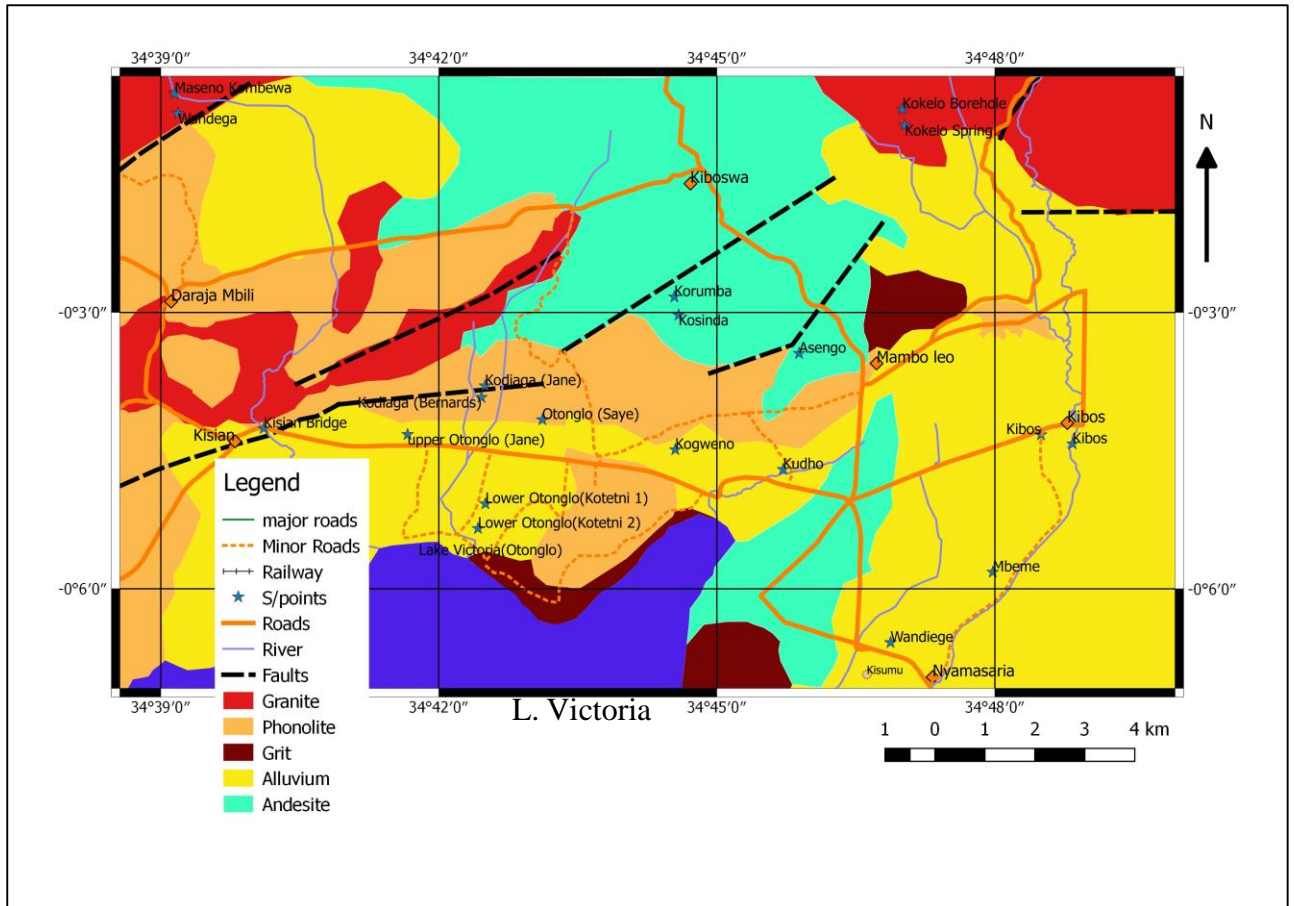 34°39′0″ 34°42′0″ 34°45′0″ 34°48′0″
Maseno Kombewa
Wandega
Kokelo Borehole
Kokelo Spring
N
Kiboswa
Daraja Mbili
Korumba
-0°3′0″ -0°3′0″
Kosinda
Asengo
Mambo leo
Kodiaga (Jane)
Kodiaga (Bernards)
Otonglo (Saye)
Kisian Bridge
Kibos
Kisian
upper Otonglo (Jane)
Kibos
Kibos
Kogweno
Kudho
Lower Otonglo(Kotetni 1)
Lower Otonglo(Kotetni 2)
Lake Victoria(Otonglo)
Mbeme
-0°6′0″ -0°6′0″
Wandiege
Kisumu
Nyamasaria
34°39′0″ 34°42′0″ 34°45′0″ 34°48′0″
L. Victoria
1 0 1 2 3 4 km
Legend
major roads
Minor Roads
Railway
S/points
Roads
River
Faults
Granite
Phonolite
Grit
Alluvium
Andesite